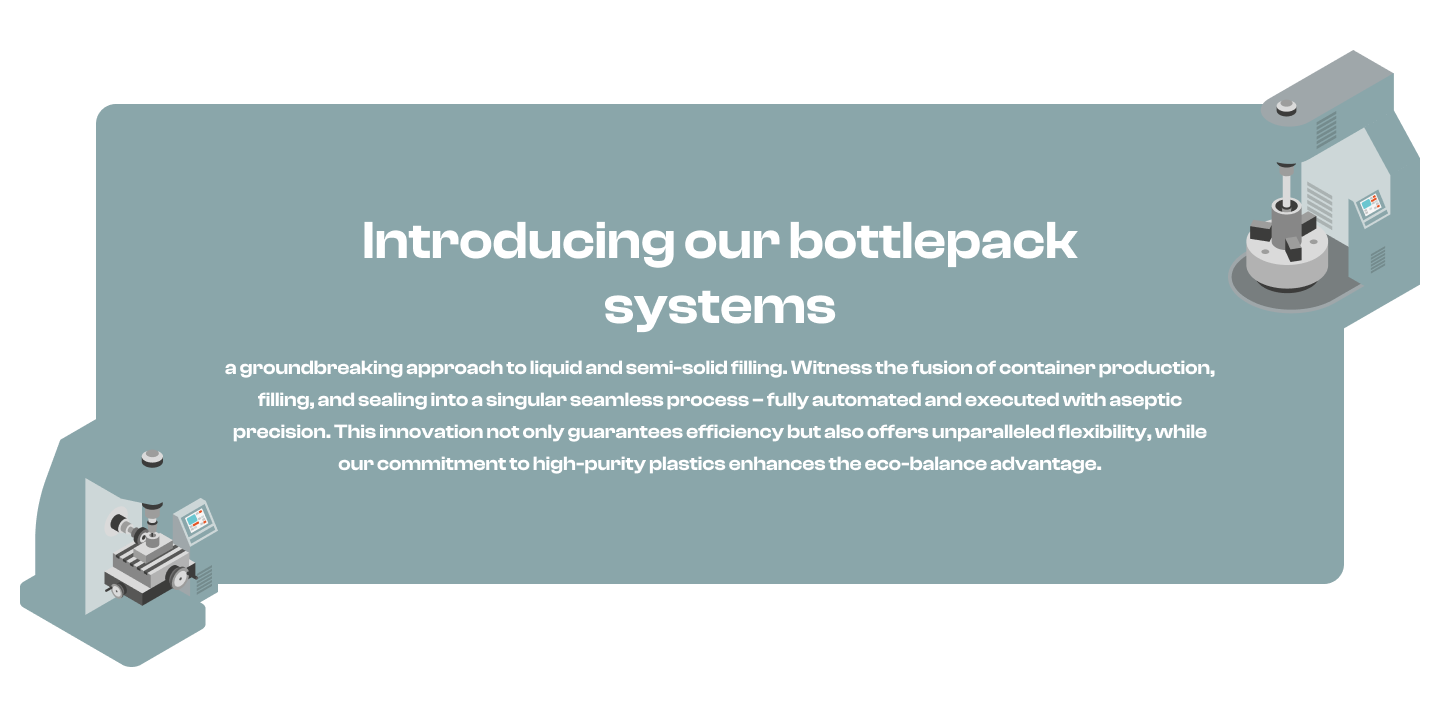 Introducing our bottlepack
systems
a groundbreaking approach to liquid and semi-solid filling. Witness the fusion of container production,
filling, and sealing into a singular seamless process – fully automated and executed with aseptic
precision. This innovation not only guarantees efficiency but also offers unparalleled flexibility, while
our commitment to high-purity plastics enhances the eco-balance advantage.